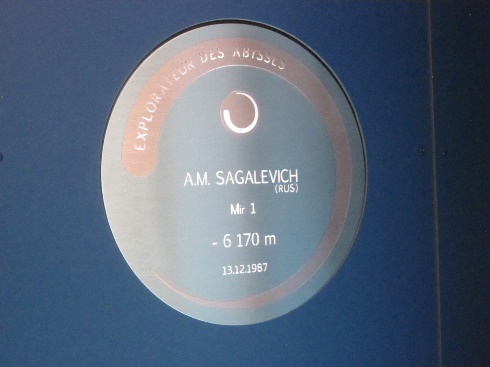 EXPLORATEUR DES ABYSSES
A.M. SAGALEVICH
(RUS)
Mir 1
- 6 170 m
13.12.1987